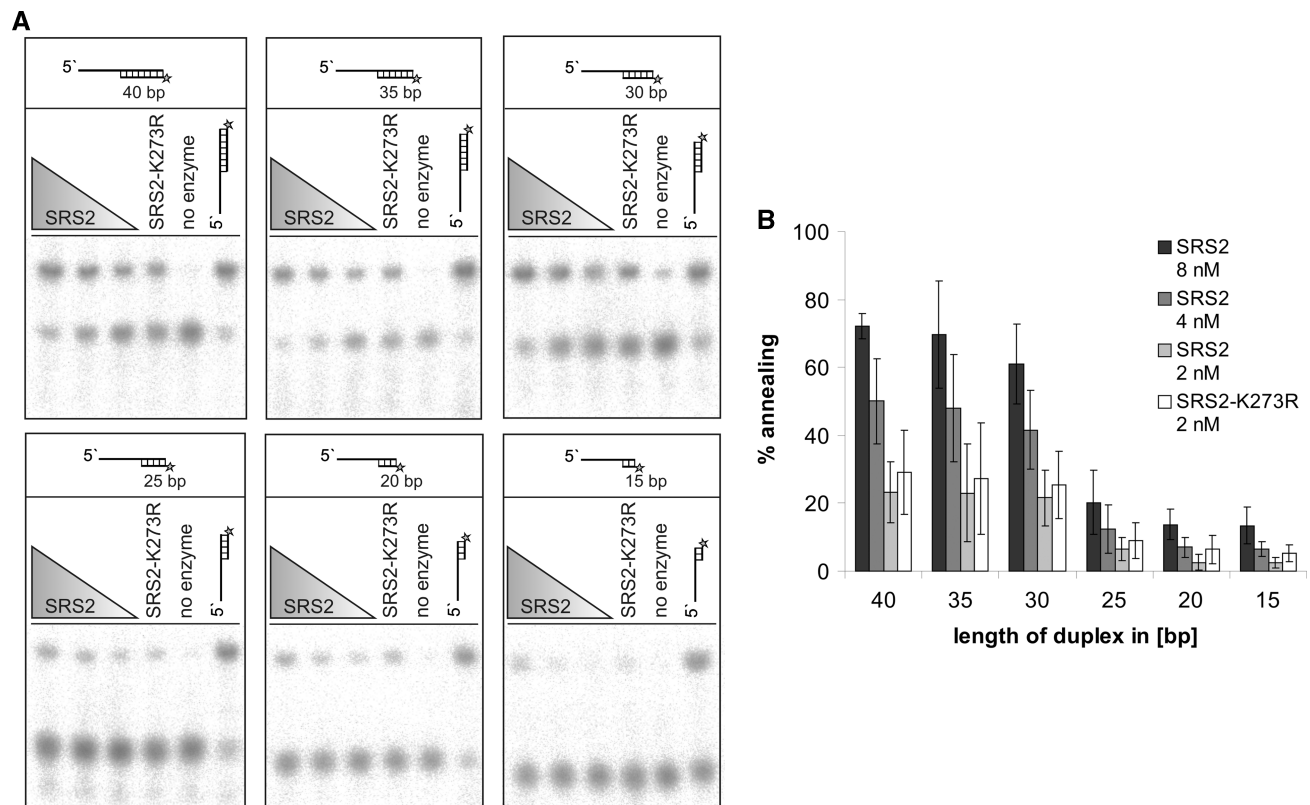 A
5`
40 bp
SRS2
SRS2-K273R
no enzyme
5`
5`
35 bp
SRS2
SRS2-K273R
no enzyme
5`
5`
30 bp
SRS2
SRS2-K273R
no enzyme
5`
5`
25 bp
SRS2
SRS2-K273R
no enzyme
5`
5`
20 bp
SRS2
SRS2-K273R
no enzyme
5`
5`
15 bp
SRS2
SRS2-K273R
no enzyme
5`
B
% annealing
100
80
60
40
20
0
40 35 30 25 20 15
length of duplex in [bp]
SRS2
8 nM
SRS2
4 nM
SRS2
2 nM
SRS2-K273R
2 nM